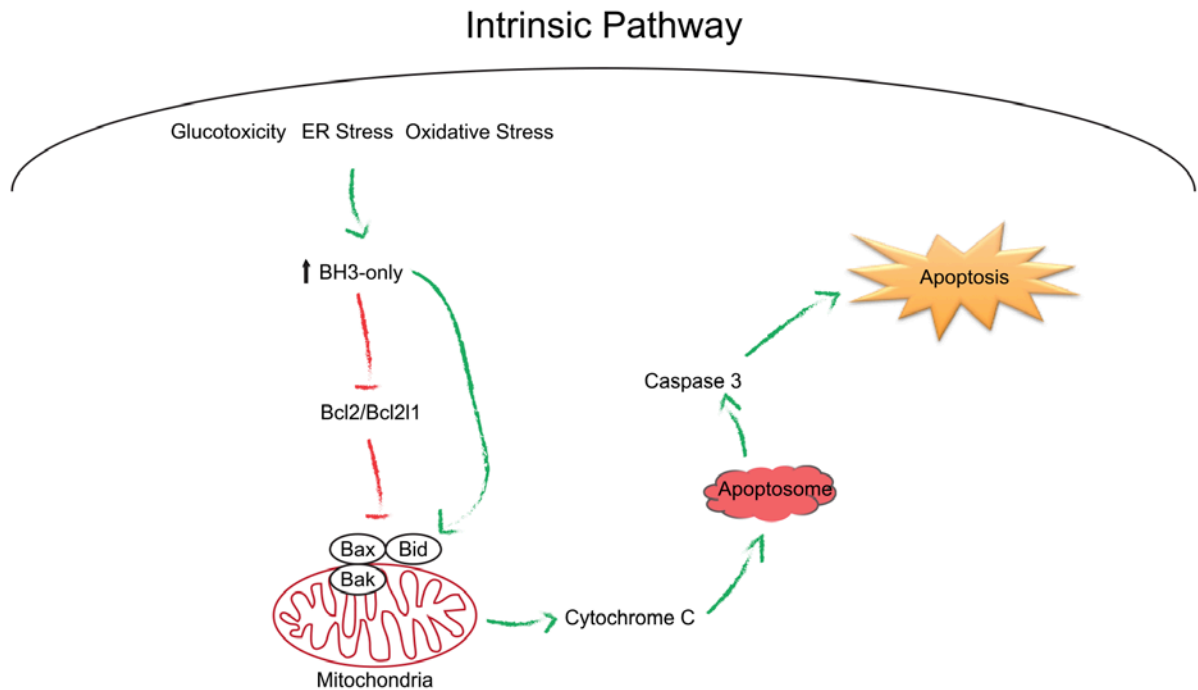 Intrinsic Pathway
Glucotoxicity ER Stress Oxidative Stress
BH3-only
Apoptosis
Caspase 3
Bcl2/Bcl2l1
Apoptosome
Bax Bid
Bak
Cytochrome C
Mitochondria